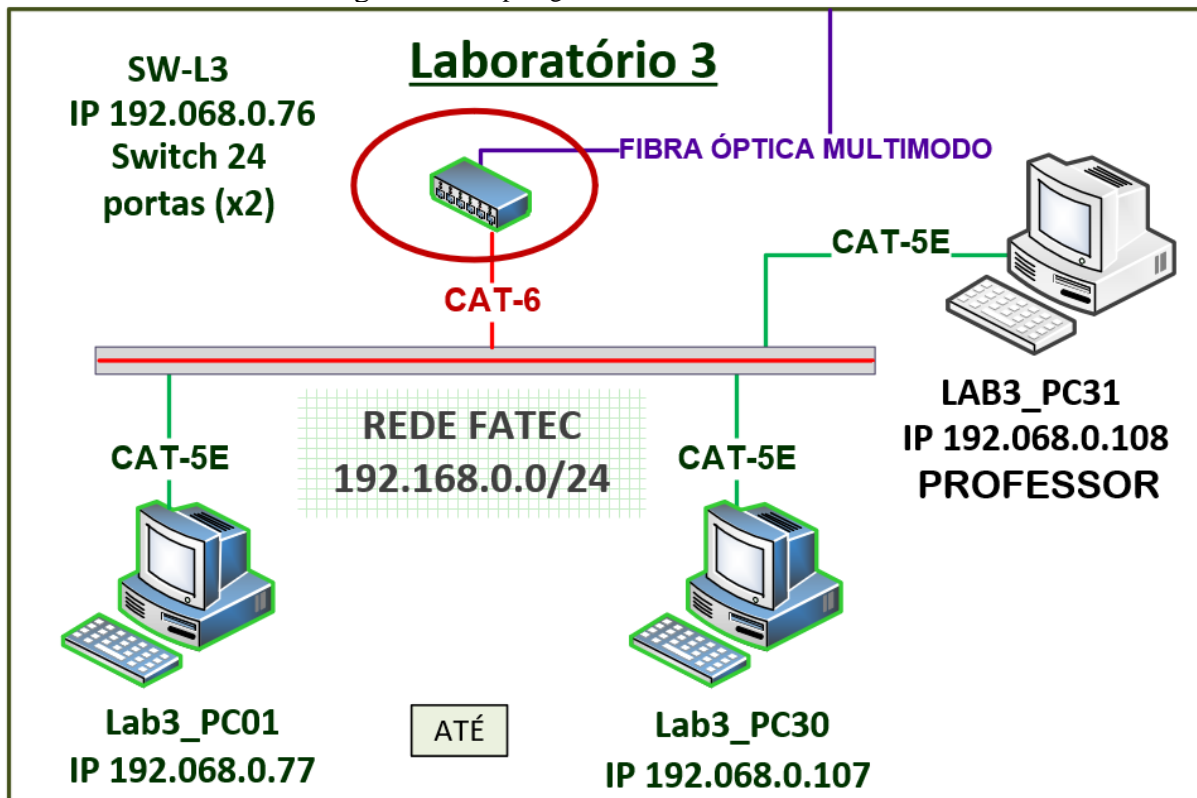 Laboratório 3
SW-L3
IP 192.068.0.76
Switch 24
portas (x2)
FIBRA ÓPTICA MULTIMODO
CAT-5E
CAT-6
LAB3_PC31
IP 192.068.0.108
PROFESSOR
REDE FATEC
192.168.0.0/24
CAT-5E
CAT-5E
Lab3_PC01
IP 192.068.0.77
ATÉ
Lab3_PC30
IP 192.068.0.107